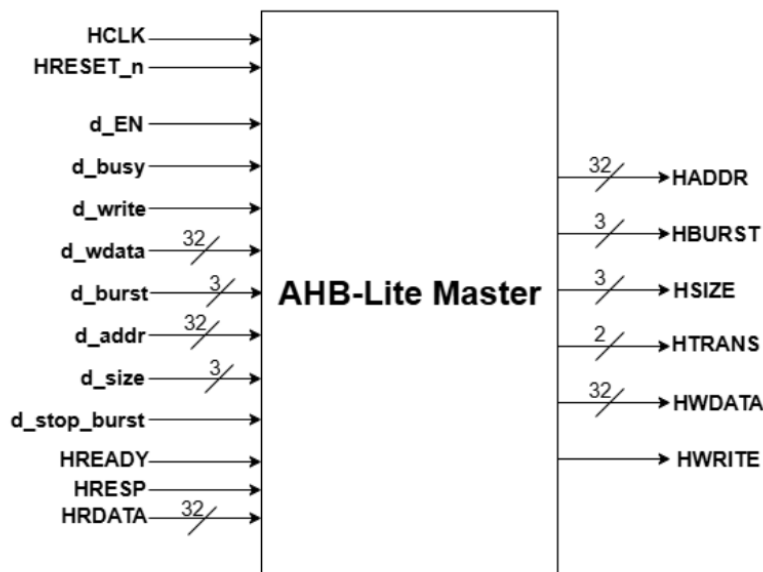 HCLK
HRESET_n
d_EN
d_busy
d_write
d_wdata 32
d_burst 3
d_addr 32
d_size 3
d_stop_burst
HREADY
HRESP
HRDATA 32
AHB-Lite Master
32 HADDR
3 HBURST
3 HSIZE
2 HTRANS
32 HWDATA
HWRITE